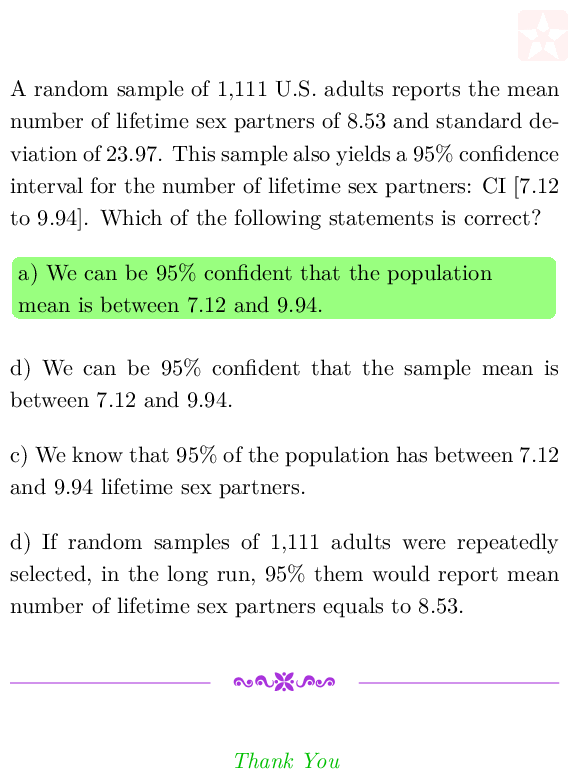 A random sample of 1,111 U.S. adults reports the mean
number of lifetime sex partners of 8.53 and standard de-
viation of 23.97. This sample also yields a 95% confidence
interval for the number of lifetime sex partners: CI [7.12
to 9.94]. Which of the following statements is correct?
a) We can be 95% confident that the population
mean is between 7.12 and 9.94.
d) We can be 95% confident that the sample mean is
between 7.12 and 9.94.
c) We know that 95% of the population has between 7.12
and 9.94 lifetime sex partners.
d) If random samples of 1,111 adults were repeatedly
selected, in the long run, 95% them would report mean
number of lifetime sex partners equals to 8.53.
Thank You